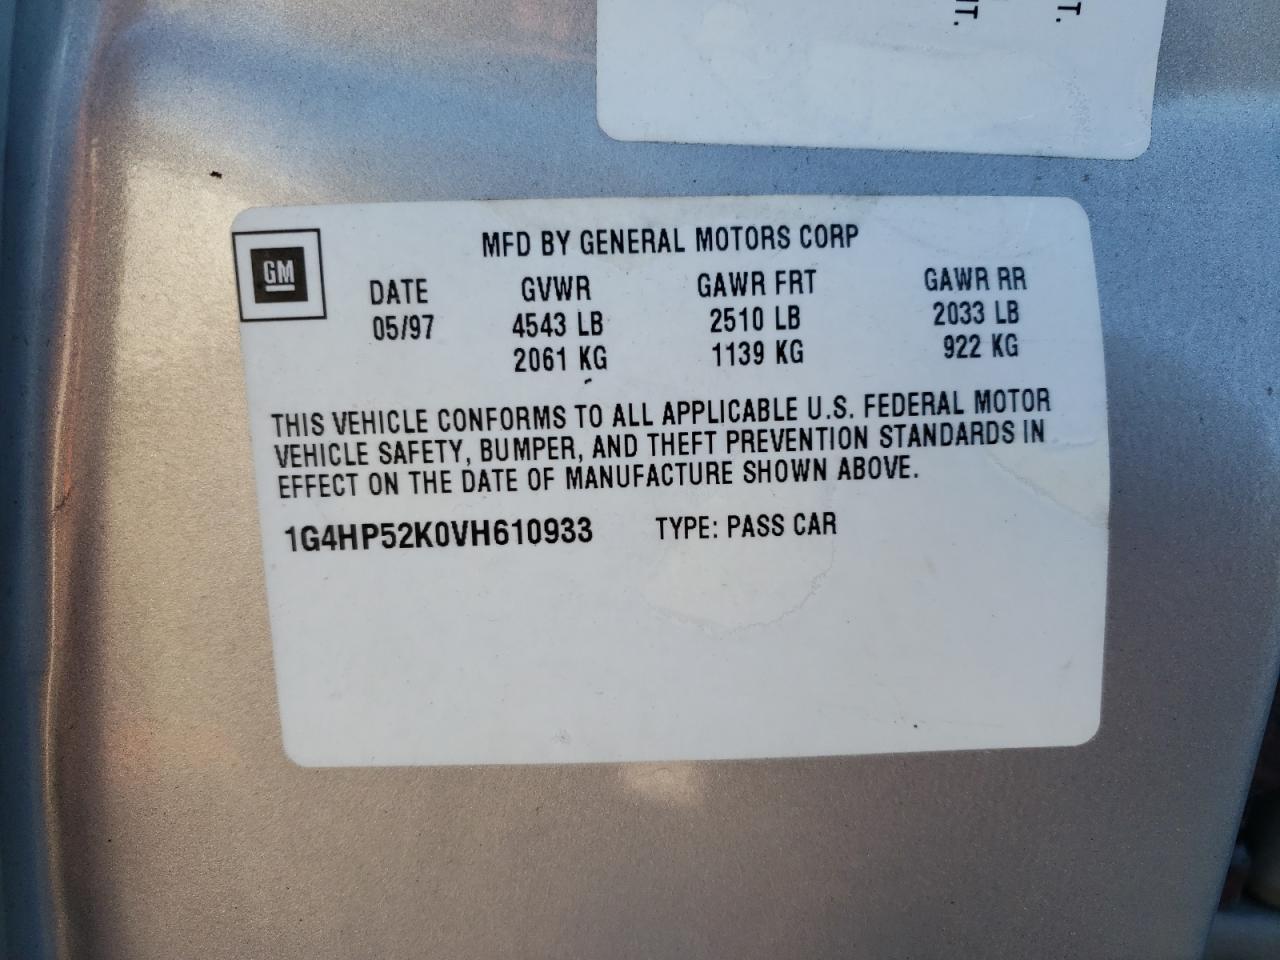 T.
IT.
MFD BY GENERAL MOTORS CORP
GM
DATE GVWR GAWR FRT GAWR RR
05/97 4543 LB 2510 LB 2033 LB
2061 KG 1139 KG 922 KG
THIS VEHICLE CONFORMS TO ALL APPLICABLE U.S. FEDERAL MOTOR
VEHICLE SAFETY, BUMPER, AND THEFT PREVENTION STANDARDS IN
EFFECT ON THE DATE OF MANUFACTURE SHOWN ABOVE.
1G4HP52K0VH610933 TYPE: PASS CAR